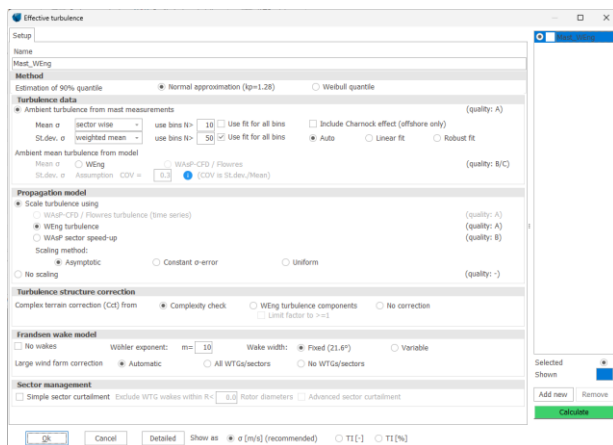 Effective turbulence
Setup
Name
Mast_WEng
Method
Estimation of 90% quantile Normal approximation (kp=1.28) Weibull quantile
Turbulence data
Ambient turbulence from mast measurements (quality: A)
Mean σ sector wise use bins N> 10 Use fit for all bins Include Charnock effect (offshore only)
St.dev. σ weighted mean use bins N> 50 Use fit for all bins Auto Linear fit Robust fit
Ambient mean turbulence from model
Mean σ WEng WAsP-CFD / Flowres (quality: B/C)
St.dev. σ Assumption COV = 0.3 (COV is St.dev./Mean)
Propagation model
Scale turbulence using
WAsP-CFD / Flowres turbulence (time series) (quality: A)
WEng turbulence (quality: A)
WAsP sector speed-up (quality: B)
Scaling method:
Asymptotic Constant σ-error Uniform
No scaling (quality: -)
Turbulence structure correction
Complex terrain correction (Cct) from Complexity check WEng turbulence components No correction
Limit factor to >=1
Frandsen wake model
No wakes Wöhler exponent: m= 10 Wake width: Fixed (21.6°) Variable
Large wind farm correction Automatic All WTGs/sectors No WTGs/sectors
Sector management
Simple sector curtailment Exclude WTG wakes within R< 8.0 Rotor diameters Advanced sector curtailment
Ok Cancel Detailed Show as σ [m/s] (recommended) TI [-] TI [%]
Mast_WEng
Selected
Shown
Add new Remove
Calculate